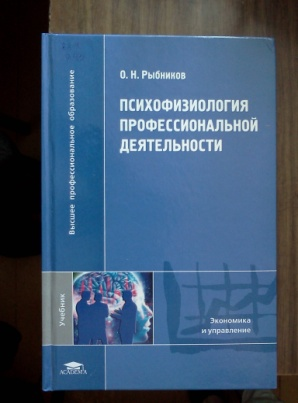 О. Н. Рыбников
ПСИХОФИЗИОЛОГИЯ
ПРОФЕССИОНАЛЬНОЙ
ДЕЯТЕЛЬНОСТИ
Высшее профессиональное образование
Учебник
Экономика
и управление
ACADEMA